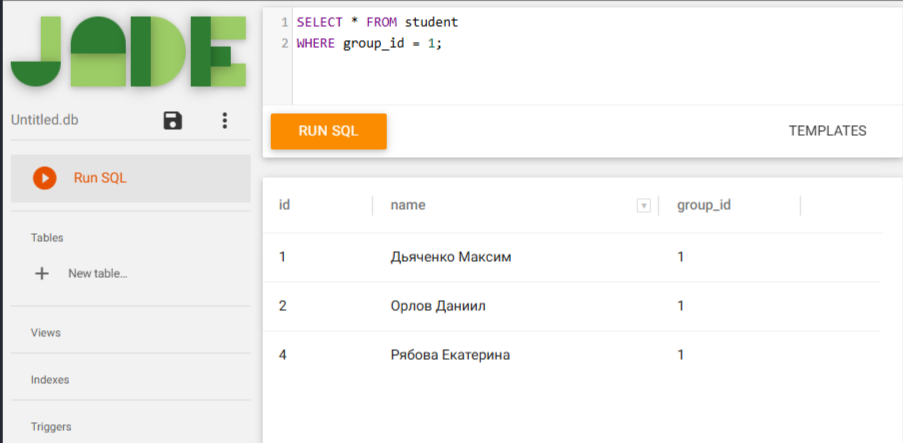 JADE
Untitled.db
Run SQL
Tables
New table...
Views
Indexes
Triggers
1 SELECT * FROM student
2 WHERE group_id = 1;
RUN SQL
TEMPLATES
id name group_id
1 Дьяченко Максим 1
2 Орлов Даниил 1
4 Рябова Екатерина 1